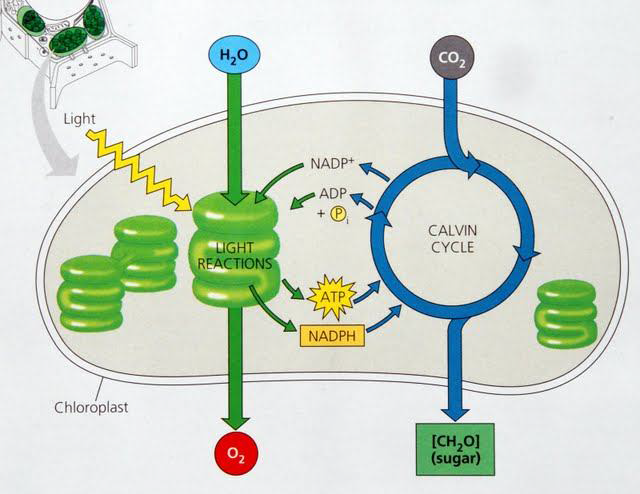 H₂O
CO₂
Light
NADP⁺
ADP
+ Pᵢ
LIGHT
REACTIONS
CALVIN
CYCLE
ATP
NADPH
Chloroplast
O₂
[CH₂O]
(sugar)